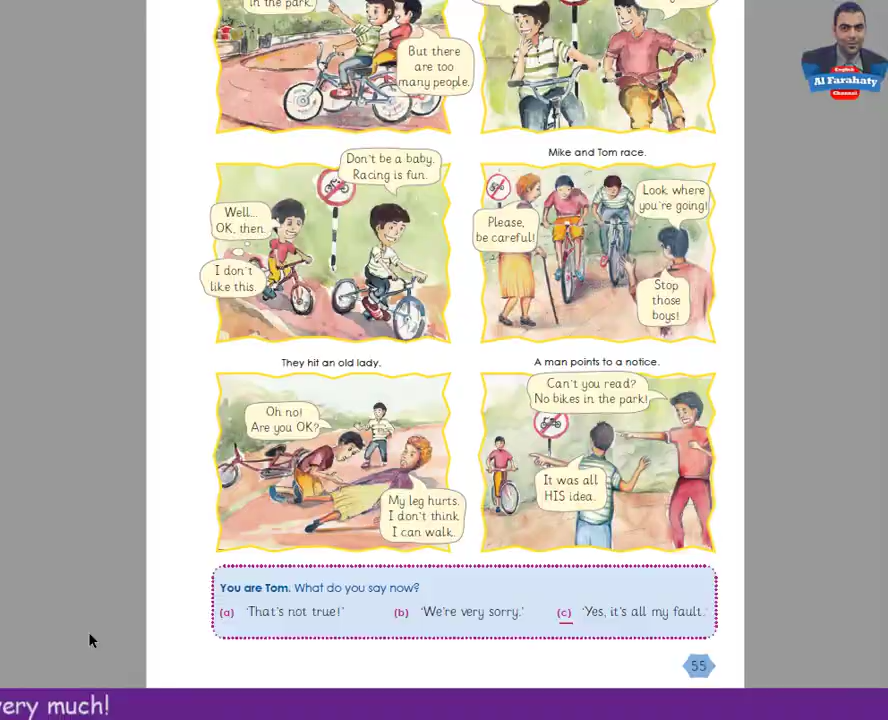 in the park.
But there
are too
many people.
English
Al Farahaty
Channel
Don't be a baby.
Racing is fun.
Well...
OK, then.
I don't
like this.
Mike and Tom race.
Look where
you're going!
Please,
be careful!
Stop
those
boys!
They hit an old lady.
Oh no!
Are you OK?
My leg hurts.
I don't think
I can walk.
A man points to a notice.
Can't you read?
No bikes in the park!
It was all
HIS idea.
You are Tom. What do you say now?
(a) 'That's not true!' (b) 'We're very sorry.' (c) 'Yes, it's all my fault.'
55
very much!